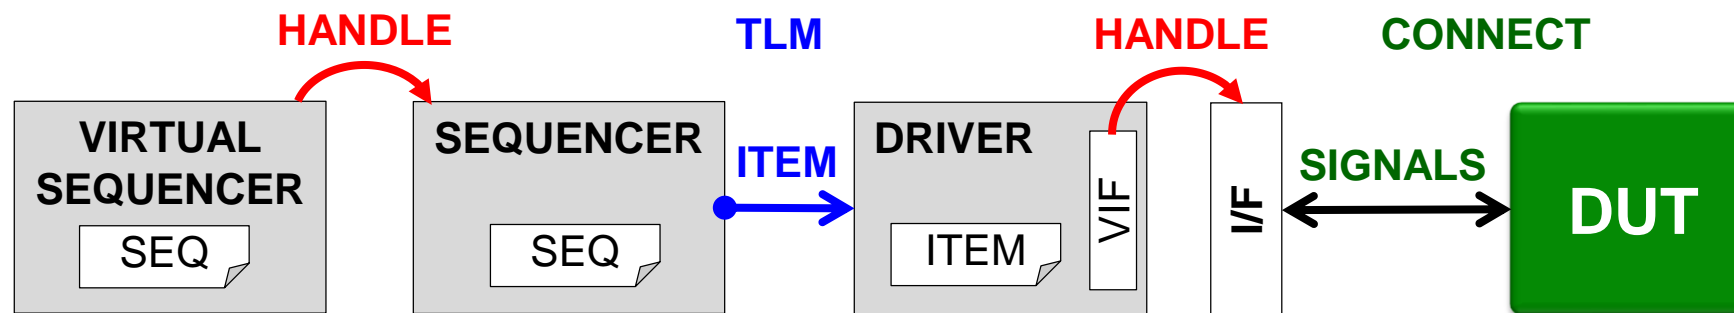 HANDLE
TLM
HANDLE
CONNECT
VIRTUAL
SEQUENCER
SEQ
SEQUENCER
SEQ
ITEM
DRIVER
ITEM
VIF
I/F
SIGNALS
DUT